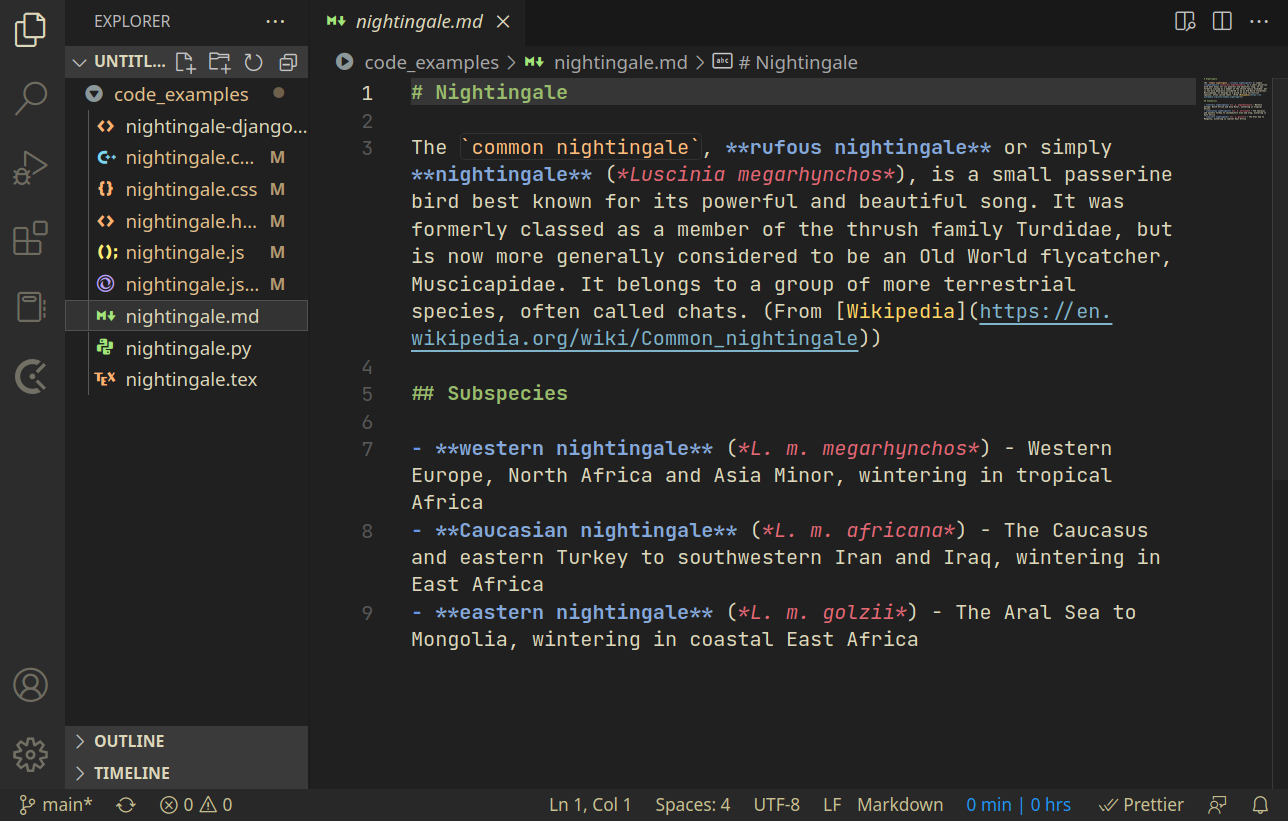 EXPLORER
nightingale.md
UNTITL...
code_examples
nightingale-django...
nightingale.c... M
nightingale.css M
nightingale.h... M
nightingale.js M
nightingale.js... M
nightingale.md
nightingale.py
nightingale.tex
OUTLINE
TIMELINE
code_examples > nightingale.md > abc # Nightingale
1 # Nightingale
2
3 The `common nightingale`, **rufous nightingale** or simply
**nightingale** (*Luscinia megarhynchos*), is a small passerine
bird best known for its powerful and beautiful song. It was
formerly classed as a member of the thrush family Turdidae, but
is now more generally considered to be an Old World flycatcher,
Muscicapidae. It belongs to a group of more terrestrial
species, often called chats. (From [Wikipedia](https://en.
wikipedia.org/wiki/Common_nightingale))
4
5 ## Subspecies
6
7 - **western nightingale** (*L. m. megarhynchos*) - Western
Europe, North Africa and Asia Minor, wintering in tropical
Africa
8 - **Caucasian nightingale** (*L. m. africana*) - The Caucasus
and eastern Turkey to southwestern Iran and Iraq, wintering in
East Africa
9 - **eastern nightingale** (*L. m. golzii*) - The Aral Sea to
Mongolia, wintering in coastal East Africa
main* 0 0 Ln 1, Col 1 Spaces: 4 UTF-8 LF Markdown 0 min | 0 hrs Prettier